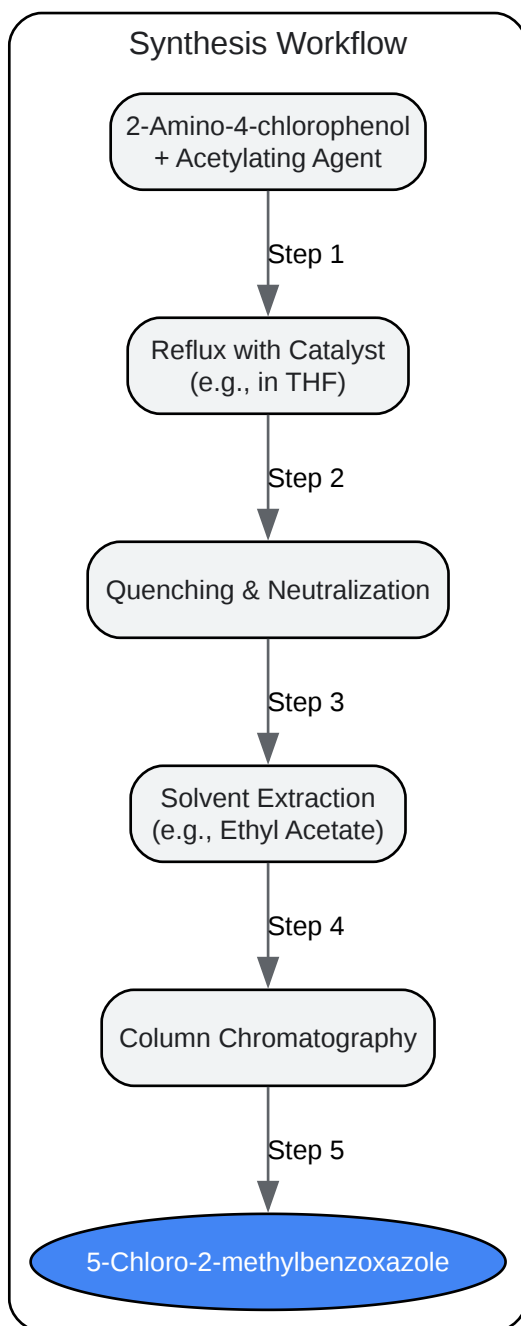 Synthesis Workflow
2-Amino-4-chlorophenol
+ Acetylating Agent
Step 1
Reflux with Catalyst
(e.g., in THF)
Step 2
Quenching & Neutralization
Step 3
Solvent Extraction
(e.g., Ethyl Acetate)
Step 4
Column Chromatography
Step 5
5-Chloro-2-methylbenzoxazole